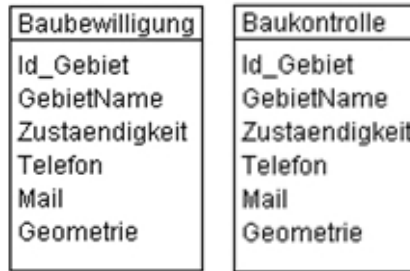 Baubewilligung
Id_Gebiet
GebietName
Zustaendigkeit
Telefon
Mail
Geometrie
Baukontrolle
Id_Gebiet
GebietName
Zustaendigkeit
Telefon
Mail
Geometrie